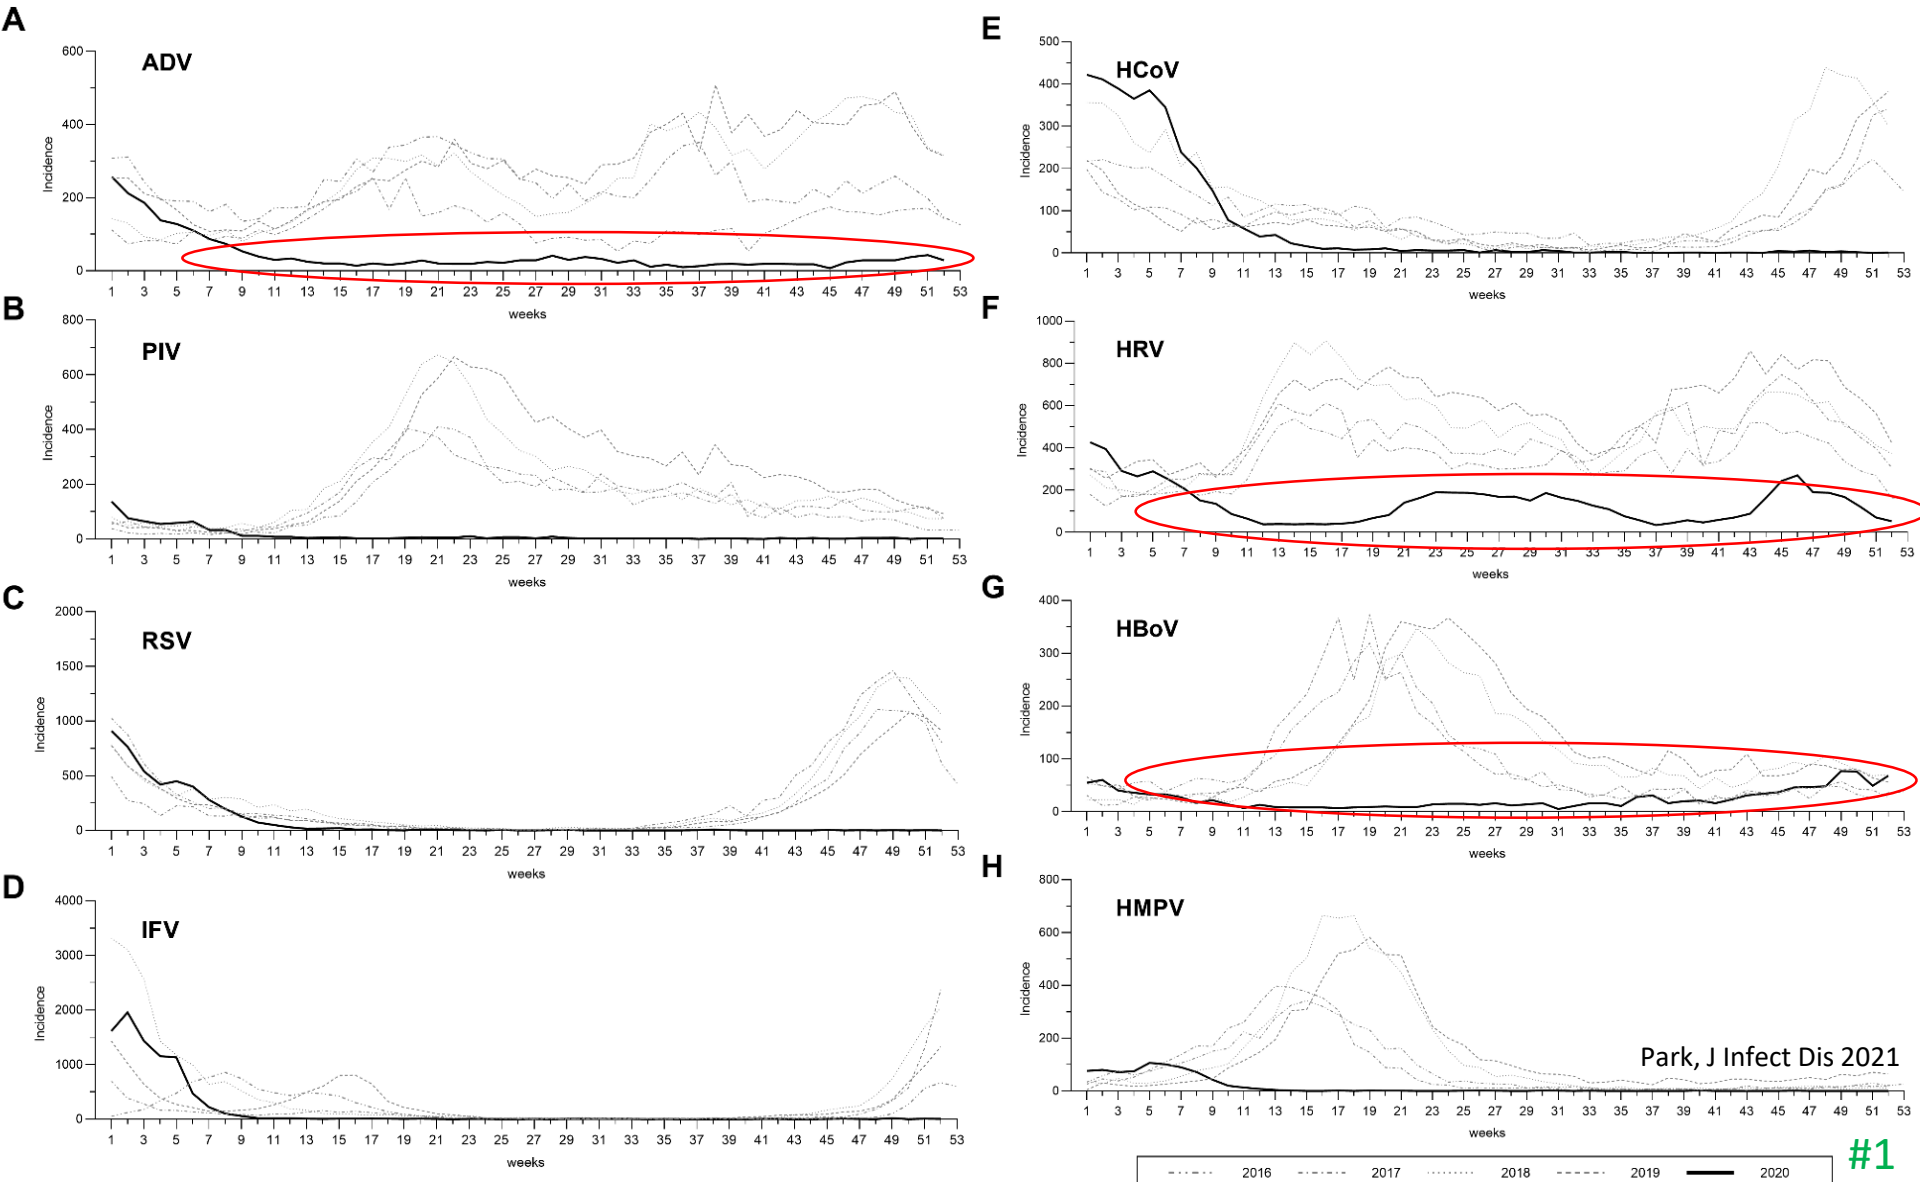 A
ADV
600
400
200
0
Incidence
1 3 5 7 9 11 13 15 17 19 21 23 25 27 29 31 33 35 37 39 41 43 45 47 49 51 53
weeks
B
PIV
800
600
400
200
0
Incidence
1 3 5 7 9 11 13 15 17 19 21 23 25 27 29 31 33 35 37 39 41 43 45 47 49 51 53
weeks
C
RSV
2000
1500
1000
500
0
Incidence
1 3 5 7 9 11 13 15 17 19 21 23 25 27 29 31 33 35 37 39 41 43 45 47 49 51 53
weeks
D
IFV
4000
3000
2000
1000
0
Incidence
1 3 5 7 9 11 13 15 17 19 21 23 25 27 29 31 33 35 37 39 41 43 45 47 49 51 53
weeks
E
HCoV
500
400
300
200
100
0
Incidence
1 3 5 7 9 11 13 15 17 19 21 23 25 27 29 31 33 35 37 39 41 43 45 47 49 51 53
weeks
F
HRV
1000
800
600
400
200
0
Incidence
1 3 5 7 9 11 13 15 17 19 21 23 25 27 29 31 33 35 37 39 41 43 45 47 49 51 53
weeks
G
HBoV
400
300
200
100
0
Incidence
1 3 5 7 9 11 13 15 17 19 21 23 25 27 29 31 33 35 37 39 41 43 45 47 49 51 53
weeks
H
HMPV
800
600
400
200
0
Incidence
1 3 5 7 9 11 13 15 17 19 21 23 25 27 29 31 33 35 37 39 41 43 45 47 49 51 53
weeks
Park, J Infect Dis 2021
#1
2016 2017 2018 2019 2020